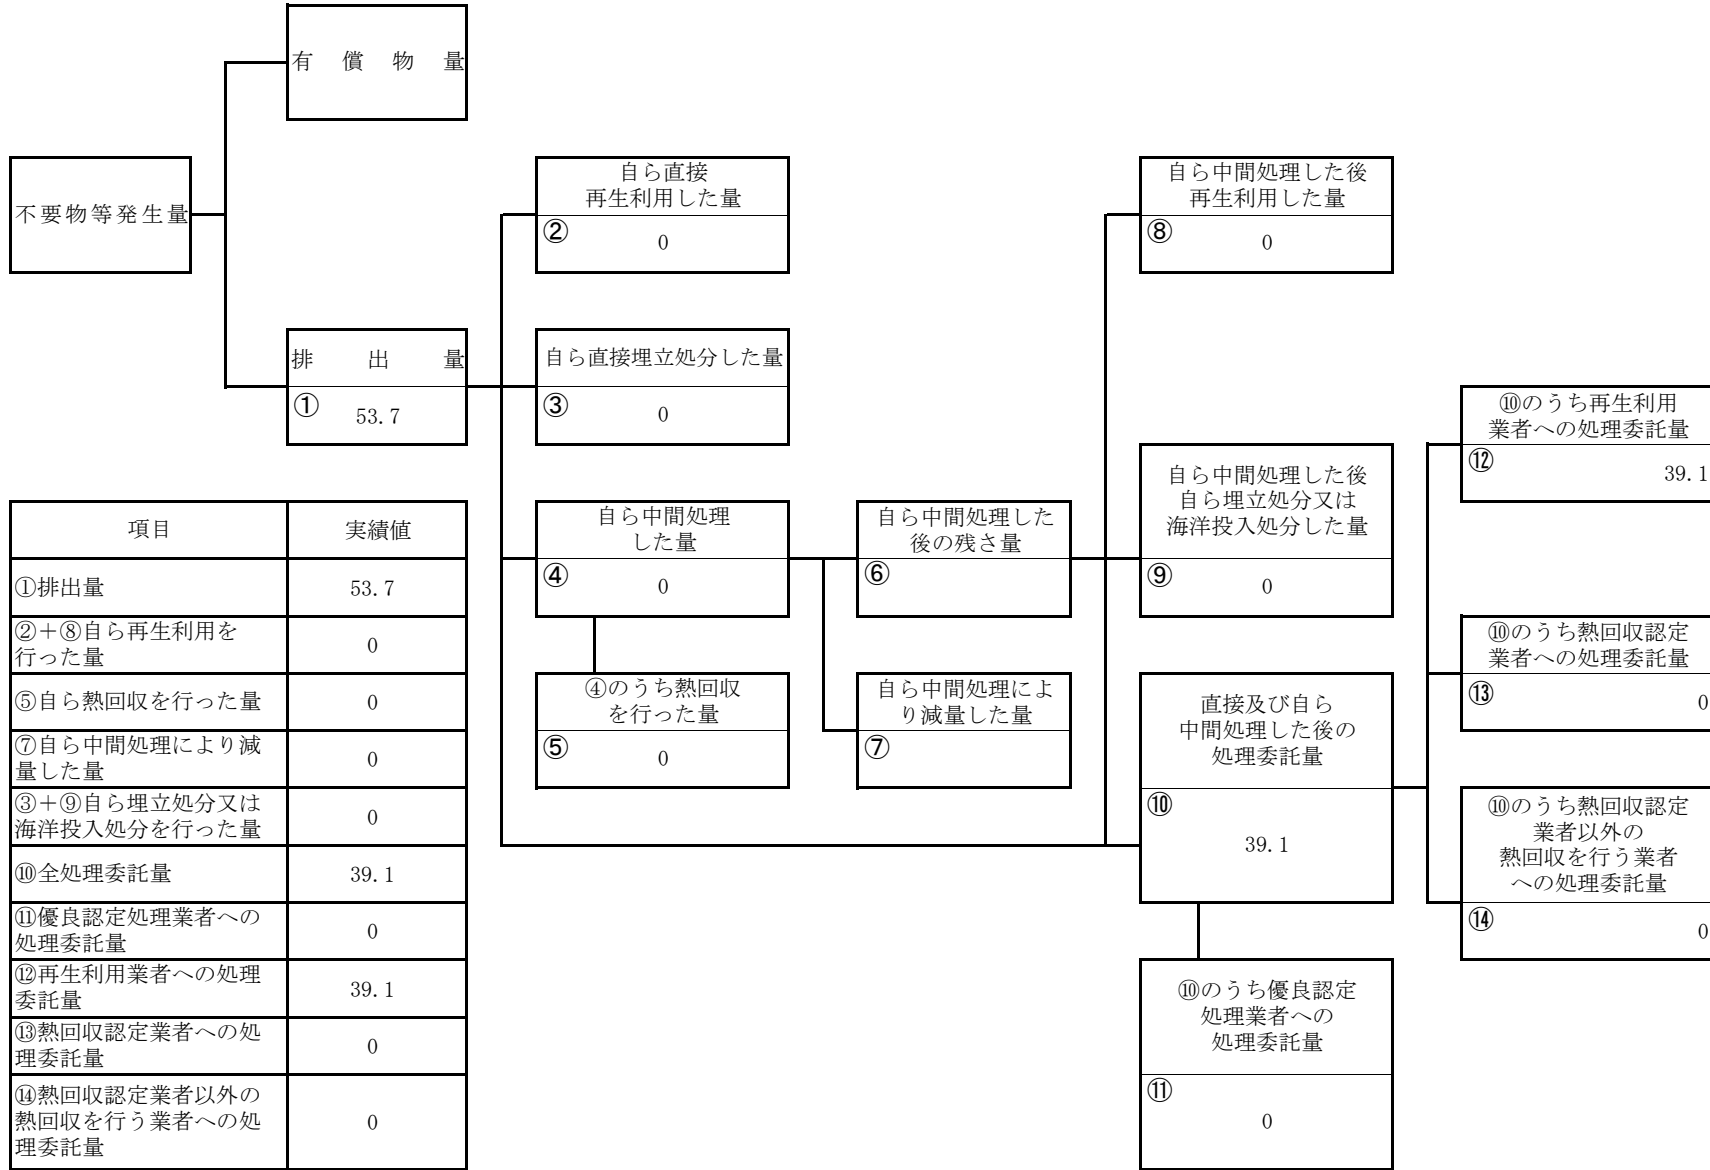 有償物量
不要物等発生量
排出量
① 53.7
自ら直接
再生利用した量
② 0
自ら直接埋立処分した量
③ 0
自ら中間処理
した量
④ 0
④のうち熱回収
を行った量
⑤ 0
自ら中間処理した
後の残さ量
⑥
自ら中間処理によ
り減量した量
⑦
自ら中間処理した後
再生利用した量
⑧ 0
自ら中間処理した後
自ら埋立処分又は
海洋投入処分した量
⑨ 0
直接及び自ら
中間処理した後の
処理委託量
⑩
39.1
⑩のうち優良認定
処理業者への
処理委託量
⑪
0
⑩のうち再生利用
業者への処理委託量
⑫ 39.1
⑩のうち熱回収認定
業者への処理委託量
⑬ 0
⑩のうち熱回収認定
業者以外の
熱回収を行う業者
への処理委託量
⑭ 0
項目 実績値
①排出量 53.7
②＋⑧自ら再生利用を
行った量 0
⑤自ら熱回収を行った量 0
⑦自ら中間処理により減
量した量 0
③＋⑨自ら埋立処分又は
海洋投入処分を行った量 0
⑩全処理委託量 39.1
⑪優良認定処理業者への
処理委託量 0
⑫再生利用業者への処理
委託量 39.1
⑬熱回収認定業者への処
理委託量 0
⑭熱回収認定業者以外の
熱回収を行う業者への処
理委託量 0